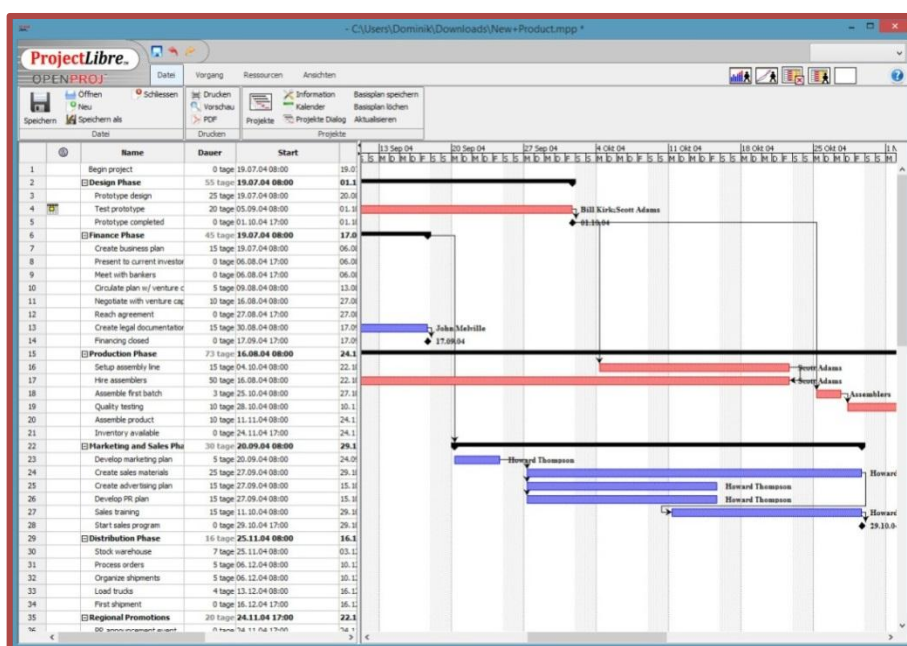 - C:\Users\Dominik\Downloads\New+Product.mpp *
ProjectLibre
OPENPROJ
Datei Vorgang Ressourcen Ansichten
Speichern
Öffnen Schliessen
Neu
Speichern als
Datei
Drucken
Vorschau
PDF
Drucken
Projekte
Information Basisplan speichern
Kalender Basisplan löchen
Projekte Dialog Aktualisieren
Projekte
Name Dauer Start
13 Sep 04 20 Sep 04 27 Sep 04 4 Okt 04 11 Okt 04 18 Okt 04 25 Okt 04
1 Begin project 0 tage 19.07.04 08:00
2 Design Phase 55 tage 19.07.04 08:00
3 Prototype design 25 tage 19.07.04 08:00
4 Test prototype 20 tage 05.09.04 08:00 Bill Kirk;Scott Adams
5 Prototype completed 0 tage 01.10.04 17:00 01.10.04
6 Finance Phase 45 tage 19.07.04 08:00
7 Create business plan 15 tage 19.07.04 08:00
8 Present to current investor 0 tage 06.08.04 17:00
9 Meet with bankers 0 tage 06.08.04 17:00
10 Circulate plan w/ venture c 5 tage 09.08.04 08:00
11 Negotiate with venture cap 10 tage 16.08.04 08:00
12 Reach agreement 0 tage 27.08.04 17:00
13 Create legal documentation 15 tage 30.08.04 08:00 John Melville
14 Financing closed 0 tage 17.09.04 17:00 17.09.04
15 Production Phase 73 tage 16.08.04 08:00
16 Setup assembly line 15 tage 04.10.04 08:00 Scott Adams
17 Hire assemblers 50 tage 16.08.04 08:00 Scott Adams
18 Assemble first batch 3 tage 25.10.04 08:00 Assemblers
19 Quality testing 10 tage 28.10.04 08:00
20 Assemble product 10 tage 11.11.04 08:00
21 Inventory available 0 tage 24.11.04 17:00
22 Marketing and Sales Pha 30 tage 20.09.04 08:00
23 Develop marketing plan 5 tage 20.09.04 08:00 Howard Thompson
24 Create sales materials 25 tage 27.09.04 08:00 Howard
25 Create advertising plan 15 tage 27.09.04 08:00 Howard Thompson
26 Develop PR plan 15 tage 27.09.04 08:00 Howard Thompson
27 Sales training 15 tage 11.10.04 08:00 Howard
28 Start sales program 0 tage 29.10.04 17:00 29.10.0
29 Distribution Phase 16 tage 25.11.04 08:00
30 Stock warehouse 7 tage 25.11.04 08:00
31 Process orders 5 tage 06.12.04 08:00
32 Organize shipments 5 tage 06.12.04 08:00
33 Load trucks 4 tage 13.12.04 08:00
34 First shipment 0 tage 16.12.04 17:00
35 Regional Promotions 20 tage 24.11.04 17:00
36 PR announcement event 0 tage 24.11.04 17:00